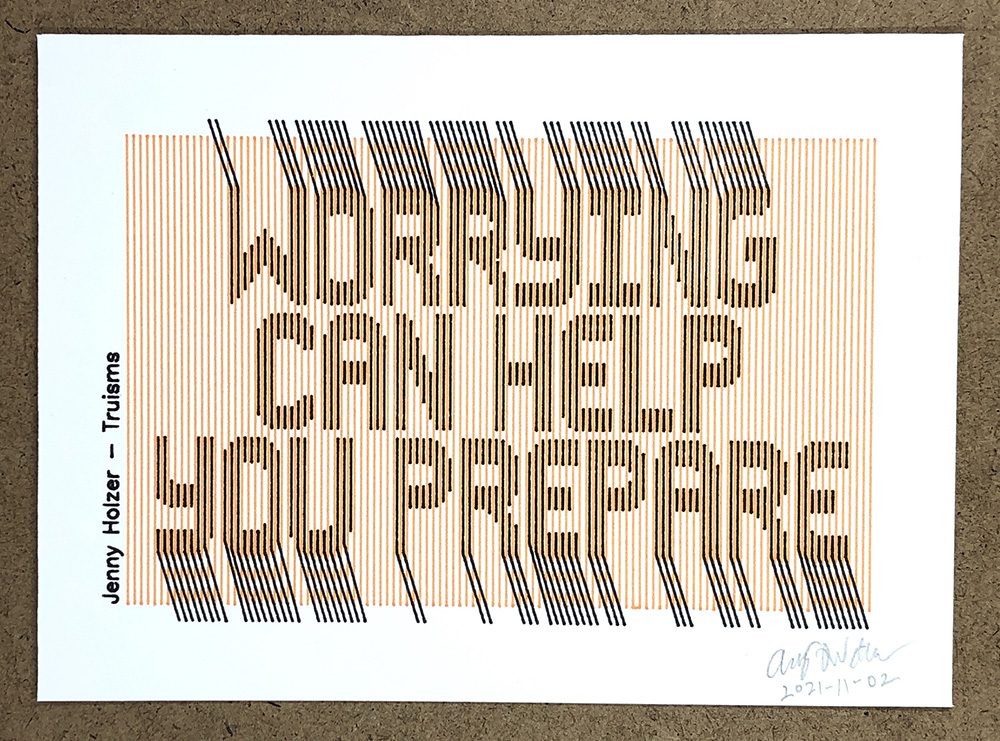 WORRYING
CAN HELP
YOU PREPARE
Jenny Holzer — Truisms
2021-11-02